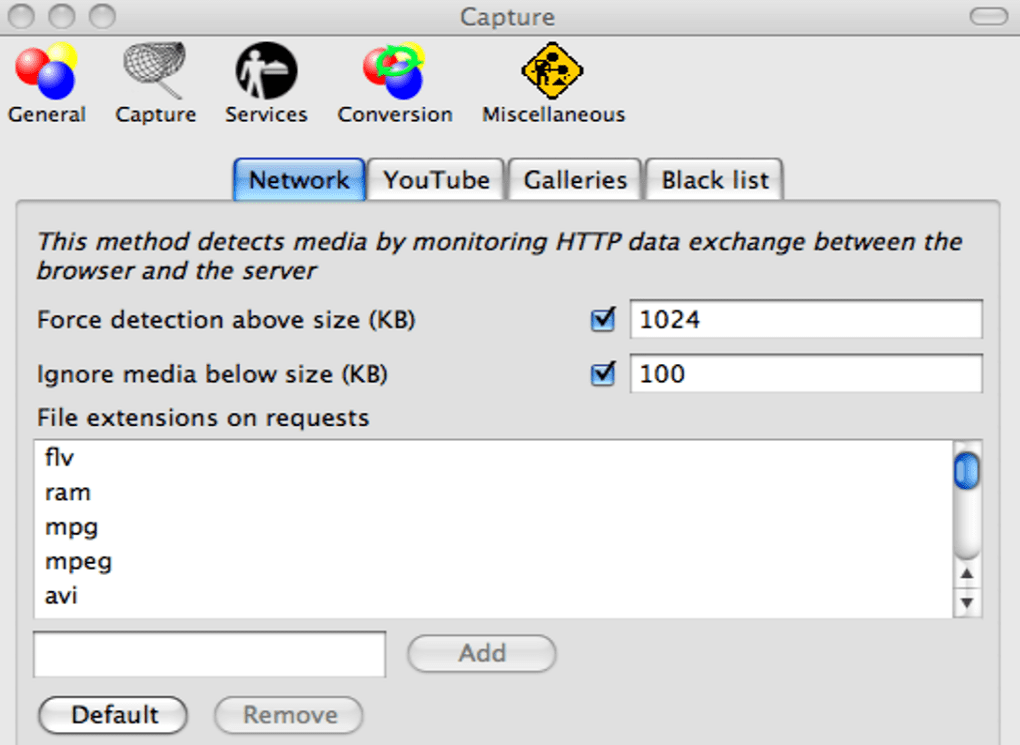 Capture
General Capture Services Conversion Miscellaneous
Network YouTube Galleries Black list
This method detects media by monitoring HTTP data exchange between the
browser and the server
Force detection above size (KB) 1024
Ignore media below size (KB) 100
File extensions on requests
flv
ram
mpg
mpeg
avi
Add
Default Remove